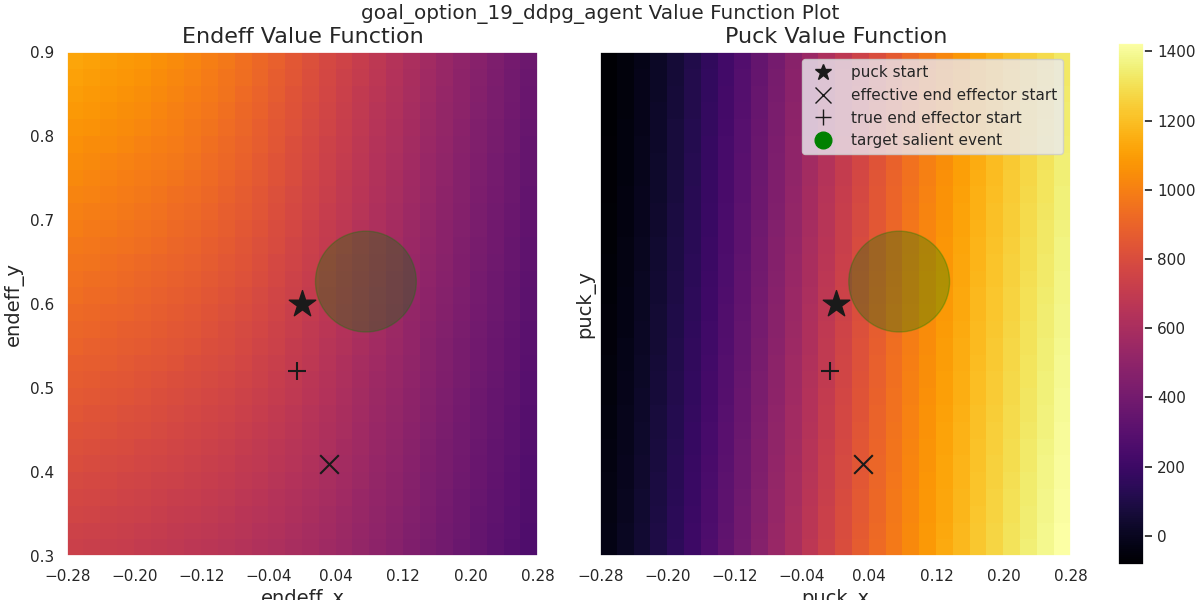 goal_option_19_ddpg_agent Value Function Plot
Endeff Value Function
Puck Value Function
0.9
0.8
0.7
0.6
0.5
0.4
0.3
endeff_y
−0.28 −0.20 −0.12 −0.04 0.04 0.12 0.20 0.28
endeff_x
puck start
effective end effector start
true end effector start
target salient event
puck_y
−0.28 −0.20 −0.12 −0.04 0.04 0.12 0.20 0.28
puck_x
1400
1200
1000
800
600
400
200
0